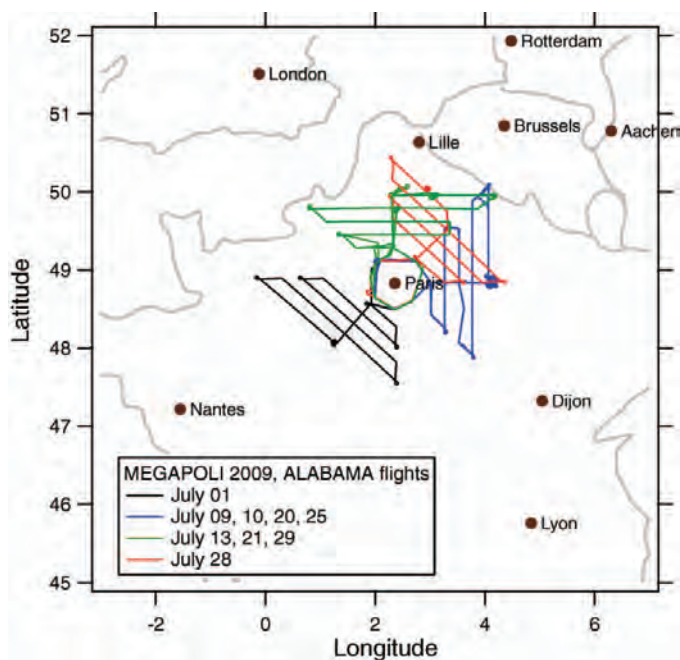 52
51
50
49
48
47
46
45
Latitude
Rotterdam
London
Brussels
Lille
Aachen
Paris
Dijon
Nantes
Lyon
MEGAPOLI 2009, ALABAMA flights
July 01
July 09, 10, 20, 25
July 13, 21, 29
July 28
-2 0 2 4 6
Longitude